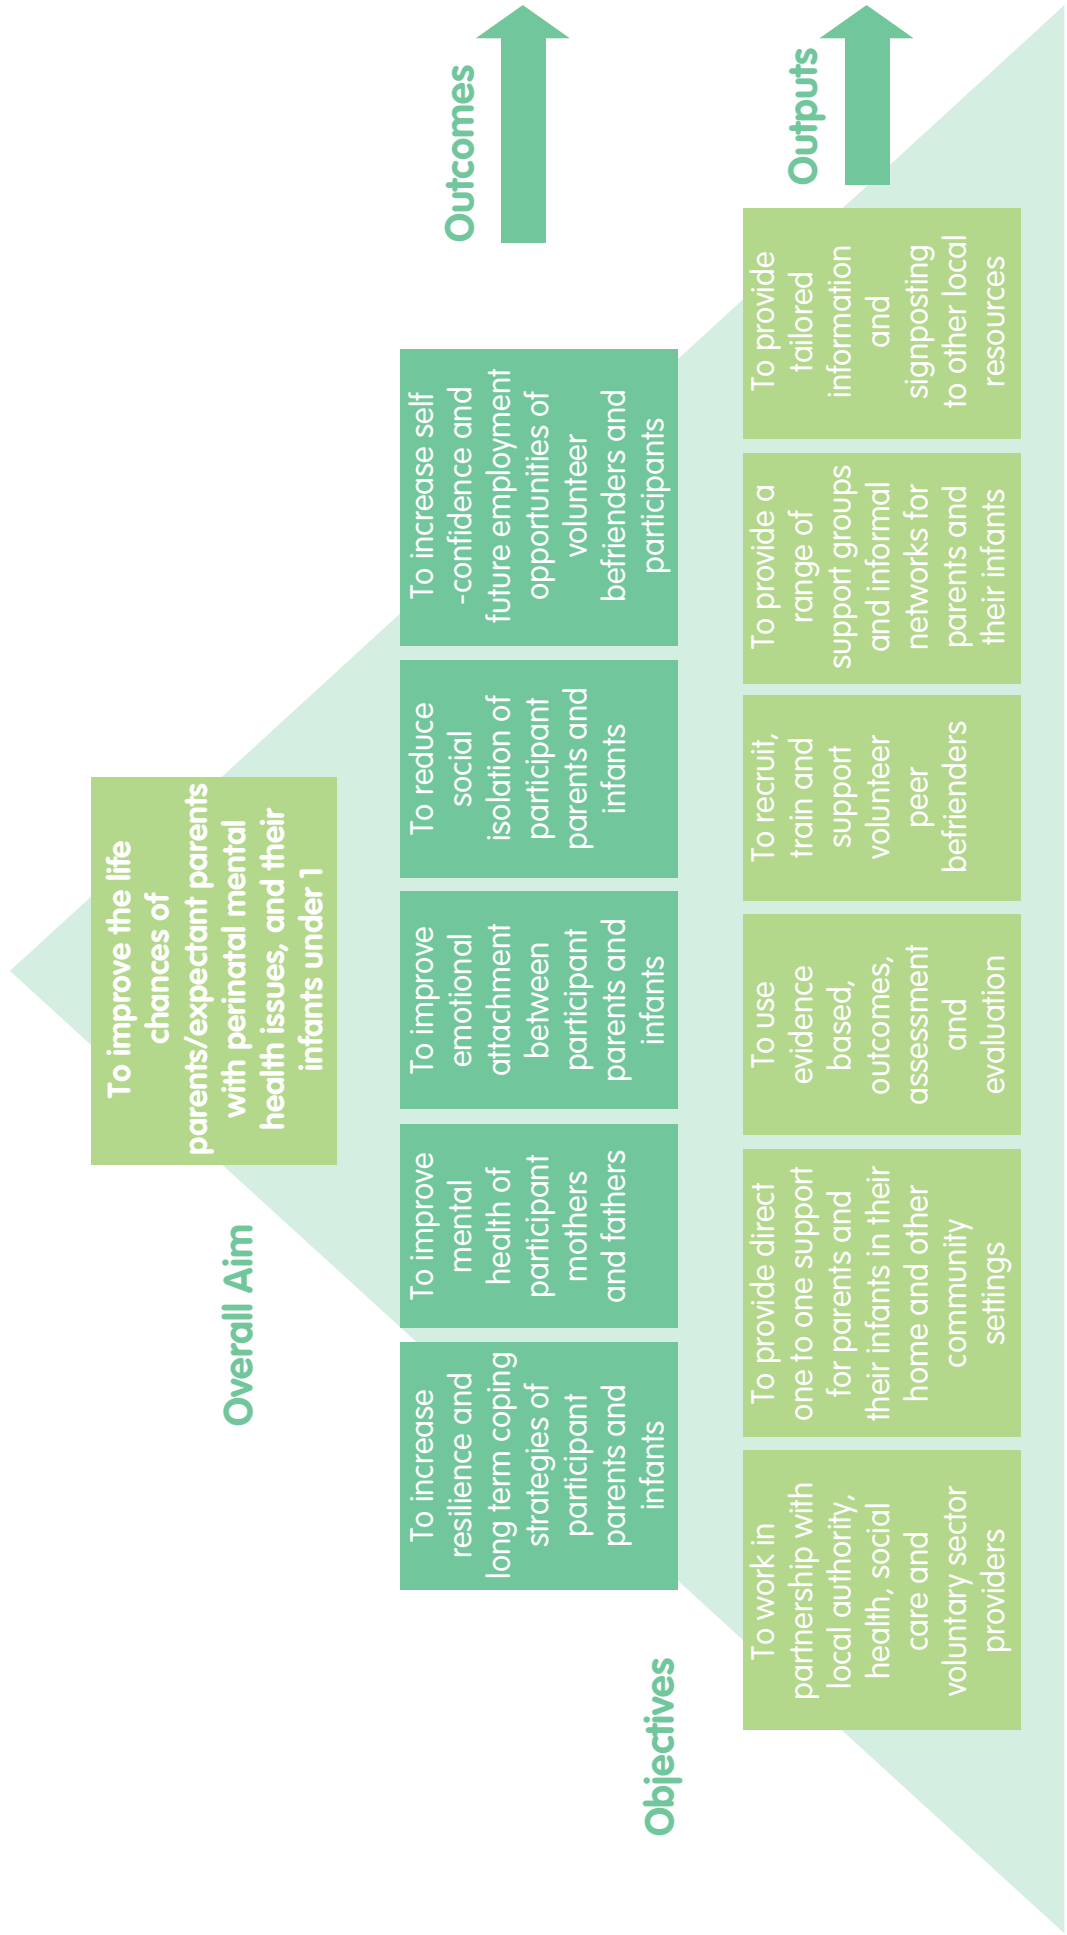 To improve the life
chances of
parents/expectant parents
with perinatal mental
health issues, and their
infants under 1
Overall Aim
To increase
resilience and
long term coping
strategies of
participant
parents and
infants
To improve
mental
health of
participant
mothers
and fathers
To improve
emotional
attachment
between
participant
parents and
infants
To reduce
social
isolation of
participant
parents and
infants
To increase self
-confidence and
future employment
opportunities of
volunteer
befrienders and
participants
Outcomes
Objectives
To work in
partnership with
local authority,
health, social
care and
voluntary sector
providers
To provide direct
one to one support
for parents and
their infants in their
home and other
community
settings
To use
evidence
based,
outcomes,
assessment
and
evaluation
To recruit,
train and
support
volunteer
peer
befrienders
To provide a
range of
support groups
and informal
networks for
parents and
their infants
To provide
tailored
information
and
signposting
to other local
resources
Outputs